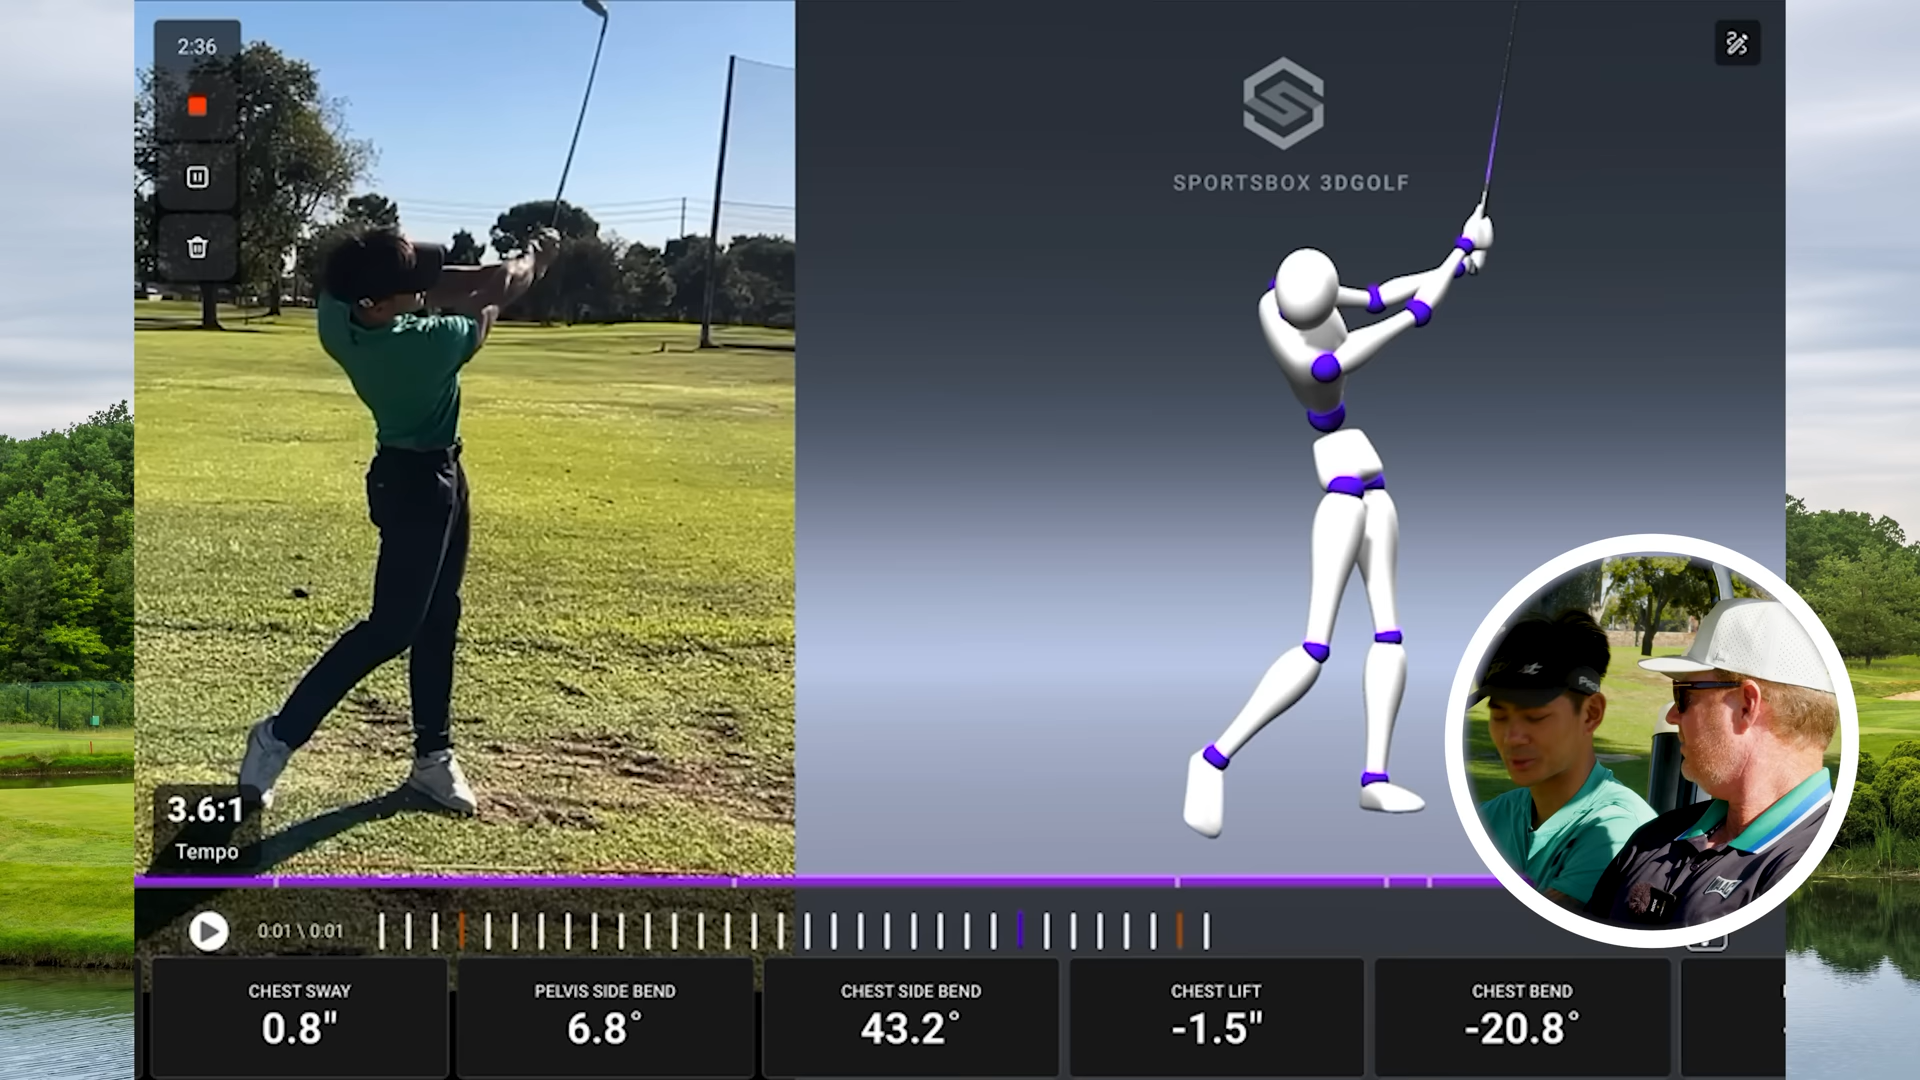 2:36
SPORTSBOX 3DGOLF
3.6:1
Tempo
0:01 \ 0:01
CHEST SWAY
0.8"
PELVIS SIDE BEND
6.8°
CHEST SIDE BEND
43.2°
CHEST LIFT
-1.5"
CHEST BEND
-20.8°